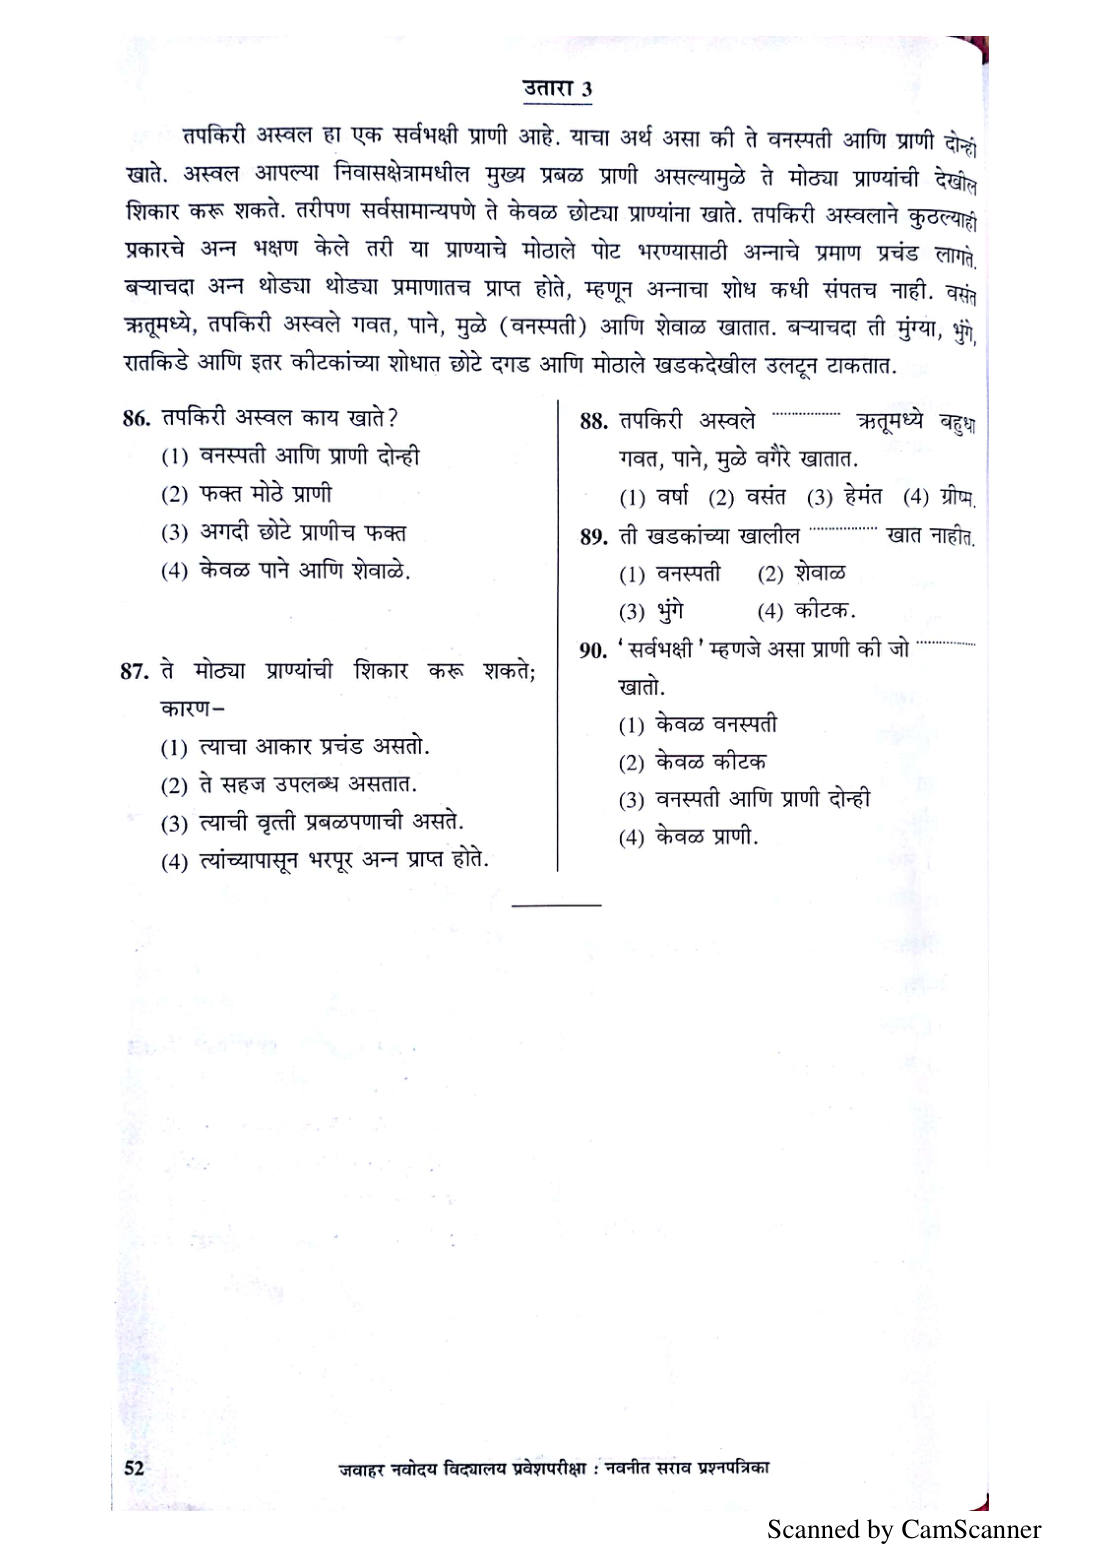 उतारा 3
तपकिरी अस्वल हा एक सर्वभक्षी प्राणी आहे. याचा अर्थ असा की ते वनस्पती आणि प्राणी दोन्ही
खाते. अस्वल आपल्या निवासक्षेत्रामधील मुख्य प्रबळ प्राणी असल्यामुळे ते मोठ्या प्राण्यांची देखील
शिकार करू शकते. तरीपण सर्वसामान्यपणे ते केवळ छोट्या प्राण्यांना खाते. तपकिरी अस्वलाने कुठल्याही
प्रकारचे अन्न भक्षण केले तरी या प्राण्याचे मोठाले पोट भरण्यासाठी अन्नाचे प्रमाण प्रचंड लागते.
बऱ्याचदा अन्न थोड्या थोड्या प्रमाणातच प्राप्त होते, म्हणून अन्नाचा शोध कधी संपतच नाही. वसंत
ऋतूमध्ये, तपकिरी अस्वले गवत, पाने, मुळे (वनस्पती) आणि शेवाळ खातात. बऱ्याचदा ती मुंग्या, भुंगे,
रातकिडे आणि इतर कीटकांच्या शोधात छोटे दगड आणि मोठाले खडकदेखील उलटून टाकतात.
86. तपकिरी अस्वल काय खाते?
(1) वनस्पती आणि प्राणी दोन्ही
(2) फक्त मोठे प्राणी
(3) अगदी छोटे प्राणीच फक्त
(4) केवळ पाने आणि शेवाळे.
87. ते मोठ्या प्राण्यांची शिकार करू शकते;
कारण–
(1) त्याचा आकार प्रचंड असतो.
(2) ते सहज उपलब्ध असतात.
(3) त्याची वृत्ती प्रबळपणाची असते.
(4) त्यांच्यापासून भरपूर अन्न प्राप्त होते.
88. तपकिरी अस्वले ................ ऋतूमध्ये बहुधा
गवत, पाने, मुळे वगैरे खातात.
(1) वर्षा (2) वसंत (3) हेमंत (4) ग्रीष्म.
89. ती खडकांच्या खालील ................ खात नाहीत.
(1) वनस्पती (2) शेवाळ
(3) भुंगे (4) कीटक.
90. ' सर्वभक्षी ' म्हणजे असा प्राणी की जो ................
खातो.
(1) केवळ वनस्पती
(2) केवळ कीटक
(3) वनस्पती आणि प्राणी दोन्ही
(4) केवळ प्राणी.
52 जवाहर नवोदय विद्यालय प्रवेशपरीक्षा : नवनीत सराव प्रश्नपत्रिका
Scanned by CamScanner